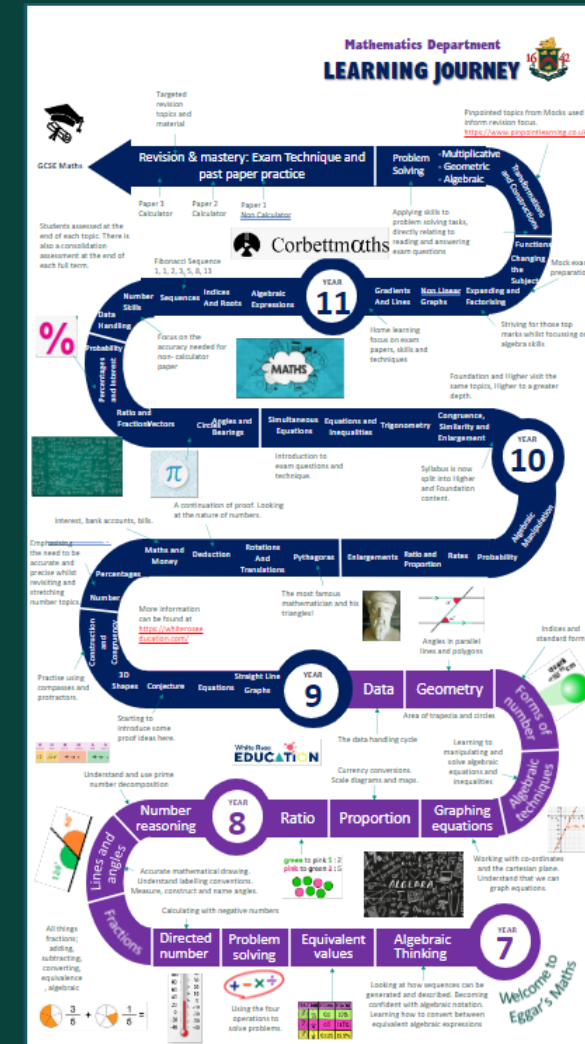 Mathematics Department
LEARNING JOURNEY
16 42
Targeted
revision
topics and
material
Pinpointed topics from Mocks used
inform revision focus.
https://www.pinpointlearning.co.uk
GCSE Maths
Revision & mastery: Exam Technique and
past paper practice
Problem
Solving
-Multiplicative
- Geometric
- Algebraic
Transformations
and Constructions
Paper 3
Calculator
Paper 2
Calculator
Paper 1
Non Calculator
Applying skills to
problem solving tasks,
directly relating to
reading and answering
exam questions
Students assessed at the
end of each topic. There is
also a consolidation
assessment at the end of
each full term.
Corbettmαths
Functions
Changing
the
Subject
Mock exam
preparation
Fibonacci Sequence
1, 1, 2, 3, 5, 8, 13
YEAR
11
Data
Handling
Number
Skills
Sequences
Indices
And Roots
Algebraic
Expressions
Gradients
And Lines
Non Linear
Graphs
Expanding and
Factorising
%
Probability
Percentages
and Interest
Focus on the
accuracy needed for
non- calculator
paper
MATHS
Home learning
focus on exam
papers, skills and
techniques
Striving for those top
marks whilst focussing on
algebra skills
Foundation and Higher visit the
same topics, Higher to a greater
depth.
Ratio and
Fractions
Vectors
Circles
Angles and
Bearings
Simultaneous
Equations
Equations and
Inequalities
Trigonometry
Congruence,
Similarity and
Enlargement
YEAR
10
π
Introduction to
exam questions and
technique.
Syllabus is now
split into Higher
and Foundation
content.
A continuation of proof. Looking
at the nature of numbers.
Interest, bank accounts, bills.
Algebraic
Manipulation
Emphasising
the need to be
accurate and
precise whilst
revisiting and
stretching
number topics.
Percentages
Maths and
Money
Deduction
Rotations
And
Translations
Pythagoras
Enlargements
Ratio and
Proportion
Rates
Probability
Number
Construction
and
Congruency
More information
can be found at
https://whiterosee
ducation.com/
The most famous
mathematician and his
triangles!
Angles in parallel
lines and polygons
Indices and
standard form
Practise using
compasses and
protractors.
3D
Shapes
Conjecture
Equations
Straight Line
Graphs
YEAR
9
Data
Geometry
Forms of
number
Starting to
introduce some
proof ideas here.
Area of trapezia and circles
The data handling cycle
White Rose
EDUCATION
Learning to
manipulating and
solve algebraic
equations and
inequalities
Algebraic
techniques
Understand and use prime
number decomposition
Currency conversions.
Scale diagrams and maps.
Number
reasoning
YEAR
8
Ratio
Proportion
Graphing
equations
Lines and
angles
Accurate mathematical drawing.
Understand labelling conventions.
Measure, construct and name angles.
green to pink 5 : 2
pink to green 2 : 5
ALGEBRA
Working with co-ordinates
and the cartesian plane.
Understand that we can
graph equations.
Calculating with negative numbers
Fractions
All things
fractions;
adding,
subtracting,
converting,
equivalence
, algebraic
Directed
number
Problem
solving
Equivalent
values
Algebraic
Thinking
YEAR
7
Welcome to
Eggar's Maths
+ - × ÷
Using the four
operations to
solve problems.
Looking at how sequences can be
generated and described. Becoming
confident with algebraic notation.
Learning how to convert between
equivalent algebraic expressions
3/6 + 1/6 =